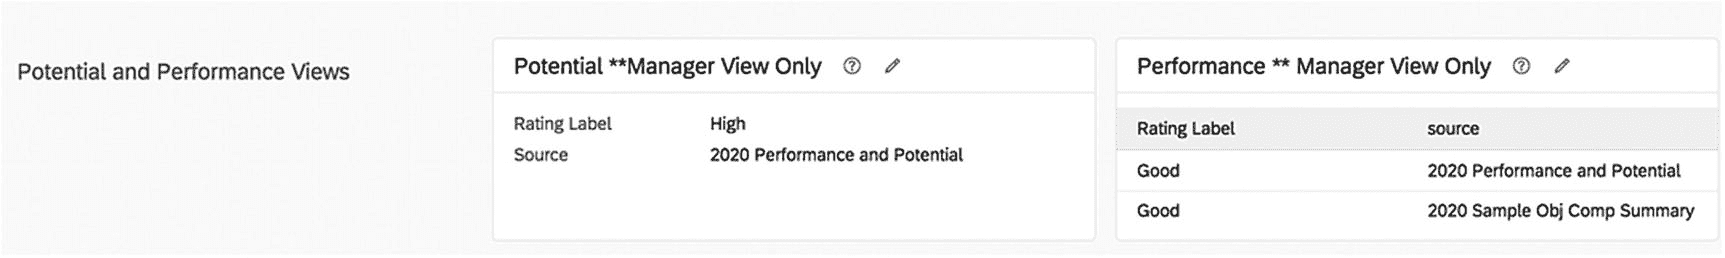 Potential and Performance Views
Potential **Manager View Only
Rating Label High
Source 2020 Performance and Potential
Performance ** Manager View Only
Rating Label source
Good 2020 Performance and Potential
Good 2020 Sample Obj Comp Summary